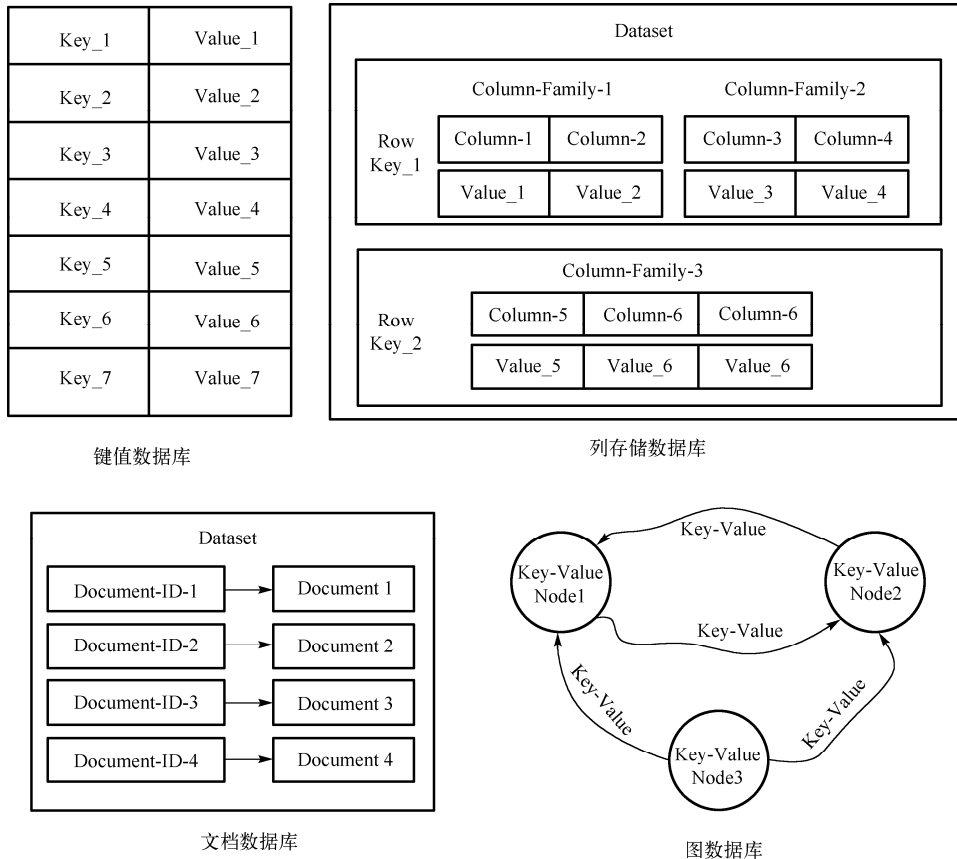 Key_1 Value_1
Key_2 Value_2
Key_3 Value_3
Key_4 Value_4
Key_5 Value_5
Key_6 Value_6
Key_7 Value_7
键值数据库
Dataset
Column-Family-1 Column-Family-2
Row
Key_1
Column-1 Column-2 Column-3 Column-4
Value_1 Value_2 Value_3 Value_4
Column-Family-3
Row
Key_2
Column-5 Column-6 Column-6
Value_5 Value_6 Value_6
列存储数据库
Dataset
Document-ID-1 Document 1
Document-ID-2 Document 2
Document-ID-3 Document 3
Document-ID-4 Document 4
文档数据库
Key-Value
Key-Value
Node1
Key-Value
Node2
Key-Value
Key-Value
Key-Value
Key-Value
Node3
图数据库